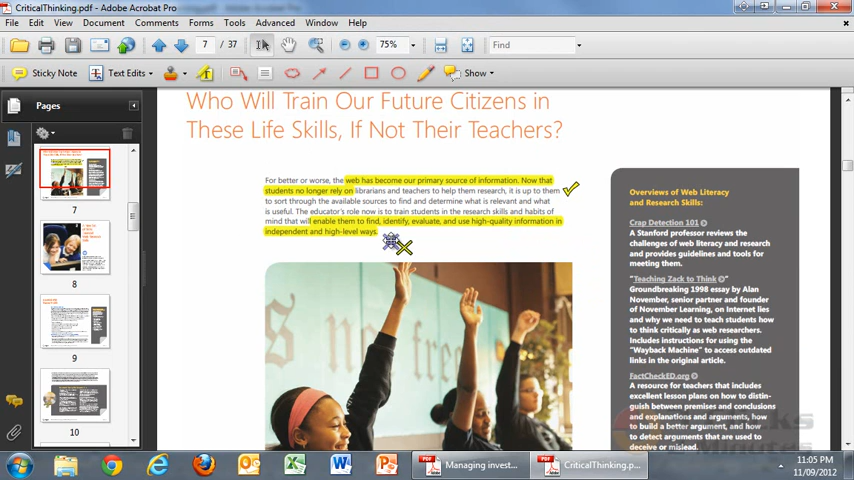 CriticalThinking.pdf - Adobe Acrobat Pro
File Edit View Document Comments Forms Tools Advanced Window Help
7 / 37 75% Find
Sticky Note Text Edits Show
Pages
7
8
9
10
Who Will Train Our Future Citizens in
These Life Skills, If Not Their Teachers?
For better or worse, the web has become our primary source of information. Now that
students no longer rely on librarians and teachers to help them research, it is up to them
to sort through the available sources to find and determine what is relevant and what
is useful. The educator's role now is to train students in the research skills and habits of
mind that will enable them to find, identify, evaluate, and use high-quality information in
independent and high-level ways.
Overviews of Web Literacy
and Research Skills:
Crap Detection 101
A Stanford professor reviews the
challenges of web literacy and research
and provides guidelines and tools for
meeting them.
"Teaching Zack to Think"
Groundbreaking 1998 essay by Alan
November, senior partner and founder
of November Learning, on Internet lies
and why we need to teach students how
to think critically as web researchers.
Includes instructions for using the
"Wayback Machine" to access outdated
links in the original article.
FactCheckED.org
A resource for teachers that includes
excellent lesson plans on how to distin-
guish between premises and conclusions
and explanations and arguments, how
to build a better argument, and how
to detect arguments that are used to
deceive or mislead.
Managing invest...
CriticalThinking.p...
11:05 PM
11/09/2012